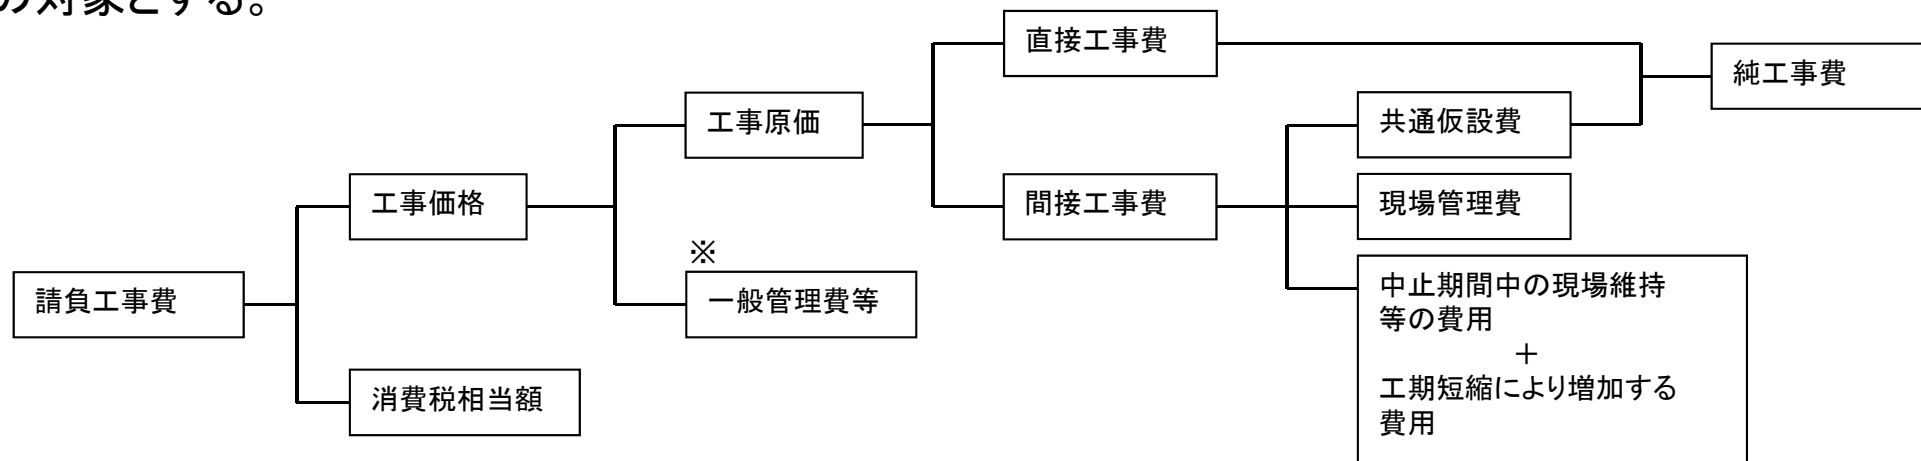 の対象とする。
直接工事費
純工事費
工事原価
共通仮設費
工事価格
間接工事費
現場管理費
※
請負工事費
一般管理費等
中止期間中の現場維持
等の費用
＋
工期短縮により増加する
費用
消費税相当額